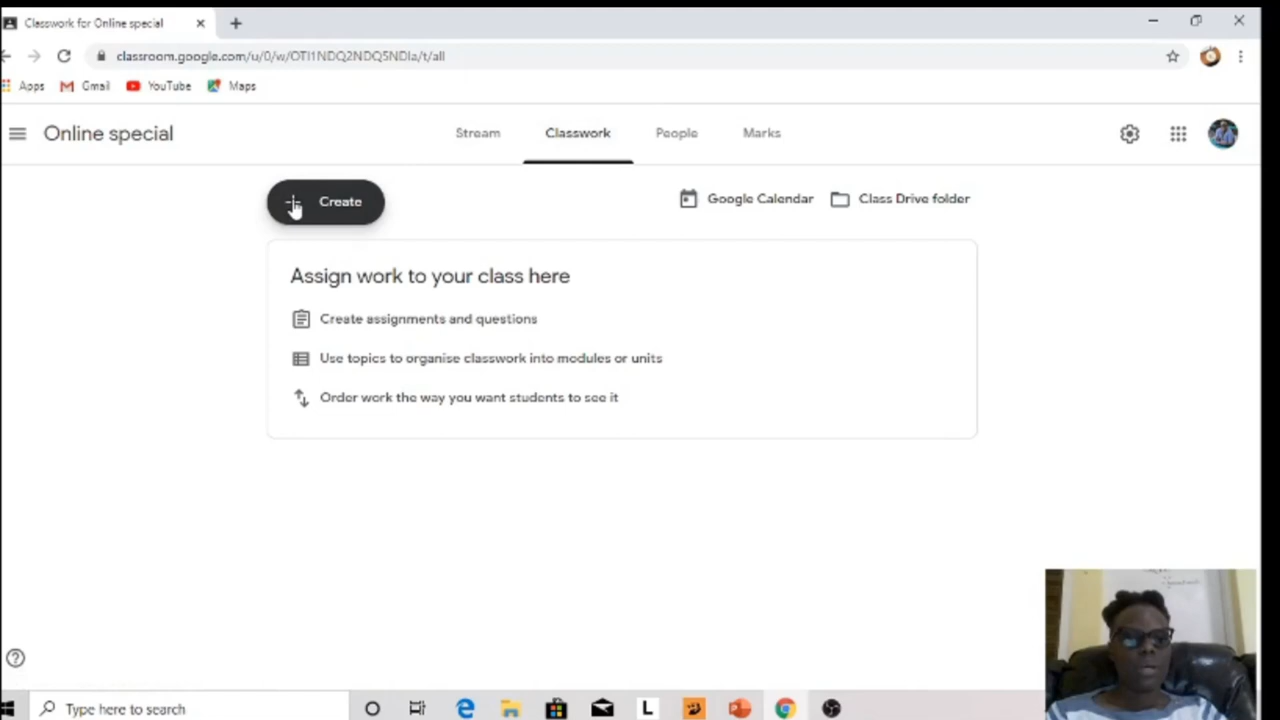 Classwork for Online special
classroom.google.com/u/0/w/OTI1NDQ2NDQ5NDla/t/all
Apps Gmail YouTube Maps
Online special Stream Classwork People Marks
Create Google Calendar Class Drive folder
Assign work to your class here
Create assignments and questions
Use topics to organise classwork into modules or units
Order work the way you want students to see it
Type here to search